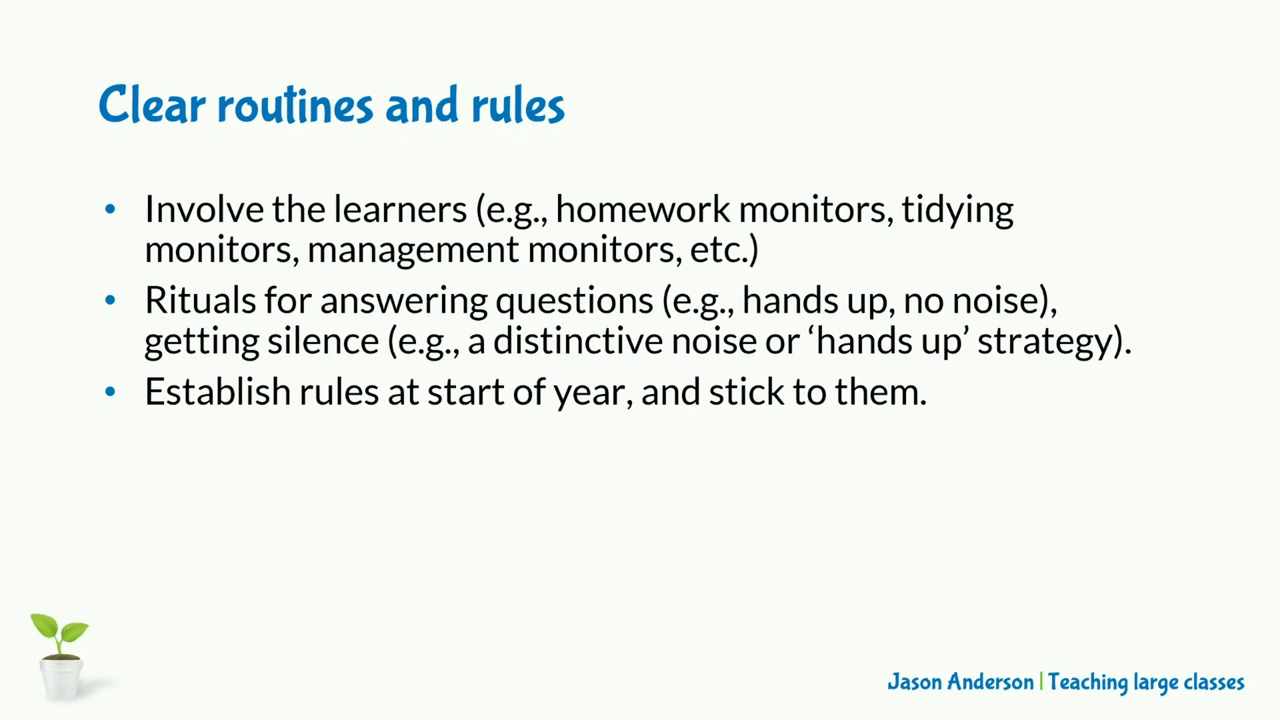 Clear routines and rules
• Involve the learners (e.g., homework monitors, tidying
monitors, management monitors, etc.)
• Rituals for answering questions (e.g., hands up, no noise),
getting silence (e.g., a distinctive noise or ‘hands up’ strategy).
• Establish rules at start of year, and stick to them.
Jason Anderson | Teaching large classes